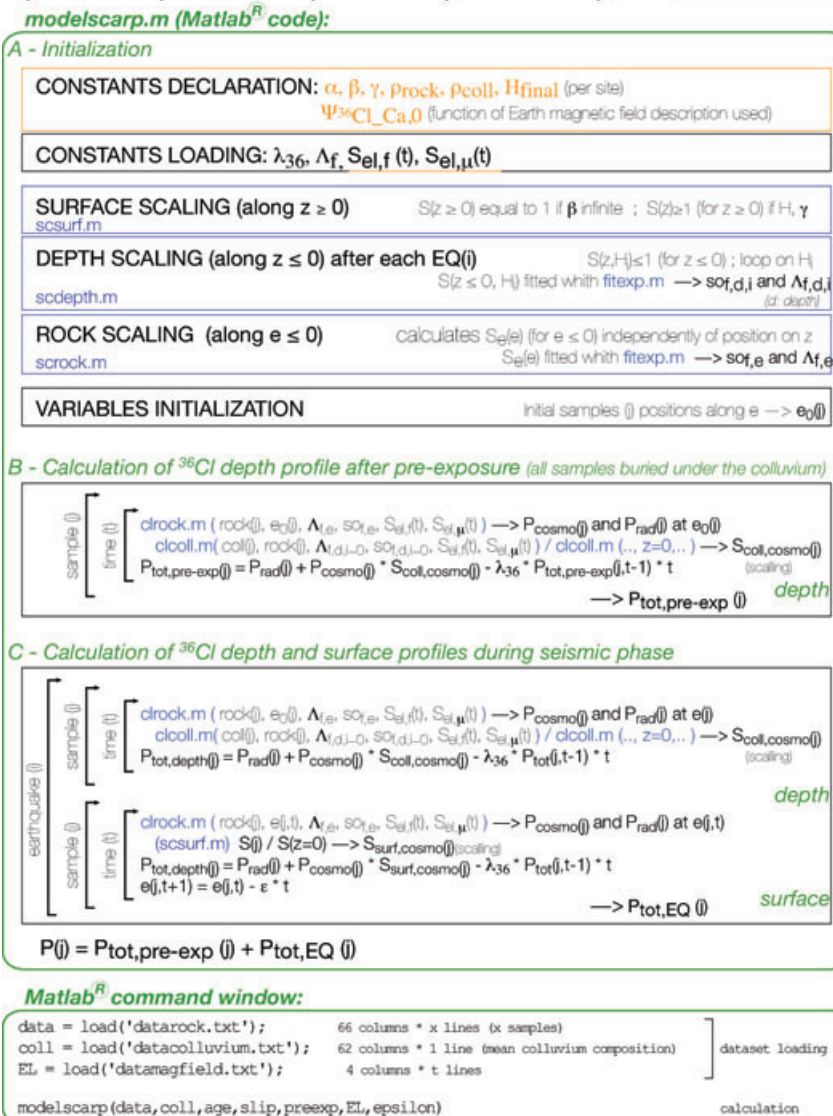 modelscarp.m (Matlab® code):
A - Initialization
CONSTANTS DECLARATION: α, β, γ, ρrock, ρcoll, Hfinal (per site)
Ψ36Cl_Ca,0 (function of Earth magnetic field description used)
CONSTANTS LOADING: λ36, Λf, Sel,f (t), Sel,μ(t)
SURFACE SCALING (along z ≥ 0) S(z ≥ 0) equal to 1 if β infinite ; S(z)≥1 (for z ≥ 0) if H, γ
scsurf.m
DEPTH SCALING (along z ≤ 0) after each EQ(i) S(z,Hi)≤1 (for z ≤ 0) ; loop on Hi
S(z ≤ 0, Hi) fitted whith fitexp.m —> sof,d,i and Λf,d,i
scdepth.m (d: depth)
ROCK SCALING (along e ≤ 0) calculates Se(e) (for e ≤ 0) independently of position on z
Se(e) fitted whith fitexp.m —> sof,e and Λf,e
scrock.m
VARIABLES INITIALIZATION Initial samples (j) positions along e —> e0(j)
B - Calculation of 36Cl depth profile after pre-exposure (all samples buried under the colluvium)
sample (j)
time (t)
clrock.m ( rock(j), e0(j), Λf,e, sof,e, Sel,f(t), Sel,μ(t) ) —> Pcosmo(j) and Prad(j) at e0(j)
clcoll.m( col(j), rock(j), Λf,d,i=0, sof,d,i=0, Sel,f(t), Sel,μ(t) ) / clcoll.m (.., z=0,.. ) —> Scoll,cosmo(j)
(scaling)
Ptot,pre-exp(j) = Prad(j) + Pcosmo(j) * Scoll,cosmo(j) - λ36 * Ptot,pre-exp(j,t-1) * t
depth
—> Ptot,pre-exp (j)
C - Calculation of 36Cl depth and surface profiles during seismic phase
earthquake (i)
sample (j)
time (t)
clrock.m ( rock(j), e0(j), Λf,e, sof,e, Sel,f(t), Sel,μ(t) ) —> Pcosmo(j) and Prad(j) at e(j)
clcoll.m( col(j), rock(j), Λf,d,i=0, sof,d,i=0, Sel,f(t), Sel,μ(t) ) / clcoll.m (.., z=0,.. ) —> Scoll,cosmo(j)
(scaling)
Ptot,depth(j) = Prad(j) + Pcosmo(j) * Scoll,cosmo(j) - λ36 * Ptot(j,t-1) * t
depth
sample (j)
time (t)
clrock.m ( rock(j), e(j,t), Λf,e, sof,e, Sel,f(t), Sel,μ(t) ) —> Pcosmo(j) and Prad(j) at e(j,t)
(scsurf.m) S(j) / S(z=0) —> Ssurf,cosmo(j) (scaling)
Ptot,depth(j) = Prad(j) + Pcosmo(j) * Ssurf,cosmo(j) - λ36 * Ptot(j,t-1) * t
e(j,t+1) = e(j,t) - ε * t
—> Ptot,EQ (j)
surface
P(j) = Ptot,pre-exp (j) + Ptot,EQ (j)
Matlab® command window:
data = load('datarock.txt'); 66 columns * x lines (x samples)
coll = load('datacolluvium.txt'); 62 columns * 1 line (mean colluvium composition) dataset loading
EL = load('datamagfield.txt'); 4 columns * t lines
modelscarp(data,coll,age,slip,preexp,EL,epsilon) calculation